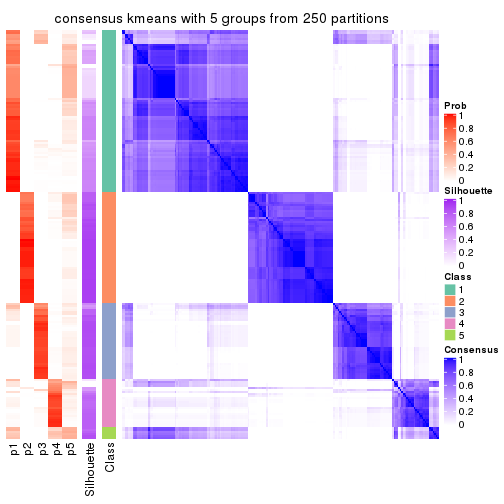 consensus kmeans with 5 groups from 250 partitions
Prob
1
0.8
0.6
0.4
0.2
0
Silhouette
1
0.8
0.6
0.4
0.2
0
Class
1
2
3
4
5
Consensus
1
0.8
0.6
0.4
0.2
0
p1
p2
p3
p4
p5
Silhouette
Class